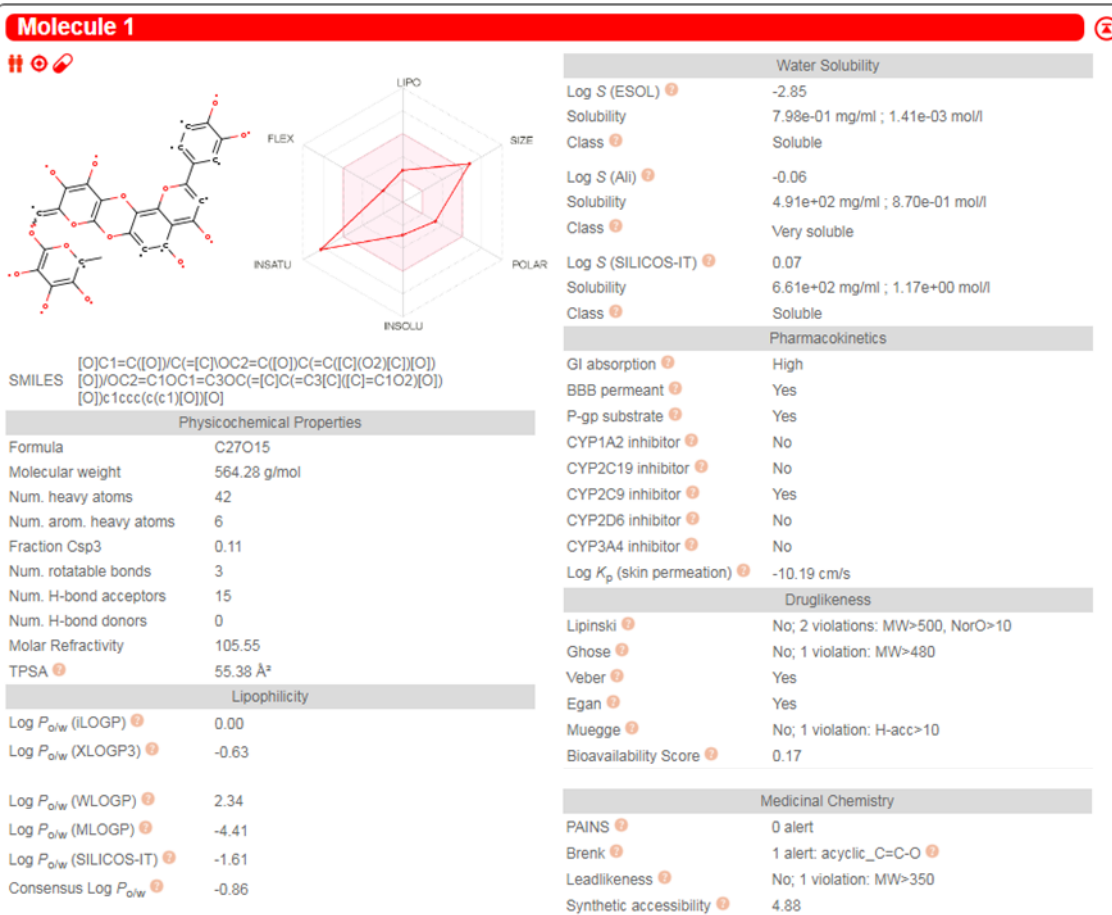 Molecule 1
LIPO
FLEX
SIZE
INSATU
POLAR
INSOLU
SMILES [O]C1=C([O])/C(=[C]\OC2=C([O])C(=C([C](O2)[C])[O])
[O])/OC2=C1OC1=C3OC(=[C]C(=C3[C]([C]=C1O2)[O])
[O])c1ccc(c(c1)[O])[O]
Physicochemical Properties
Formula C27O15
Molecular weight 564.28 g/mol
Num. heavy atoms 42
Num. arom. heavy atoms 6
Fraction Csp3 0.11
Num. rotatable bonds 3
Num. H-bond acceptors 15
Num. H-bond donors 0
Molar Refractivity 105.55
TPSA ? 55.38 Å²
Lipophilicity
Log Po/w (iLOGP) ? 0.00
Log Po/w (XLOGP3) ? -0.63
Log Po/w (WLOGP) ? 2.34
Log Po/w (MLOGP) ? -4.41
Log Po/w (SILICOS-IT) ? -1.61
Consensus Log Po/w ? -0.86
Water Solubility
Log S (ESOL) ? -2.85
Solubility 7.98e-01 mg/ml ; 1.41e-03 mol/l
Class ? Soluble
Log S (Ali) ? -0.06
Solubility 4.91e+02 mg/ml ; 8.70e-01 mol/l
Class ? Very soluble
Log S (SILICOS-IT) ? 0.07
Solubility 6.61e+02 mg/ml ; 1.17e+00 mol/l
Class ? Soluble
Pharmacokinetics
GI absorption ? High
BBB permeant ? Yes
P-gp substrate ? Yes
CYP1A2 inhibitor ? No
CYP2C19 inhibitor ? No
CYP2C9 inhibitor ? Yes
CYP2D6 inhibitor ? No
CYP3A4 inhibitor ? No
Log Kp (skin permeation) ? -10.19 cm/s
Druglikeness
Lipinski ? No; 2 violations: MW>500, NorO>10
Ghose ? No; 1 violation: MW>480
Veber ? Yes
Egan ? Yes
Muegge ? No; 1 violation: H-acc>10
Bioavailability Score ? 0.17
Medicinal Chemistry
PAINS ? 0 alert
Brenk ? 1 alert: acyclic_C=C-O ?
Leadlikeness ? No; 1 violation: MW>350
Synthetic accessibility ? 4.88